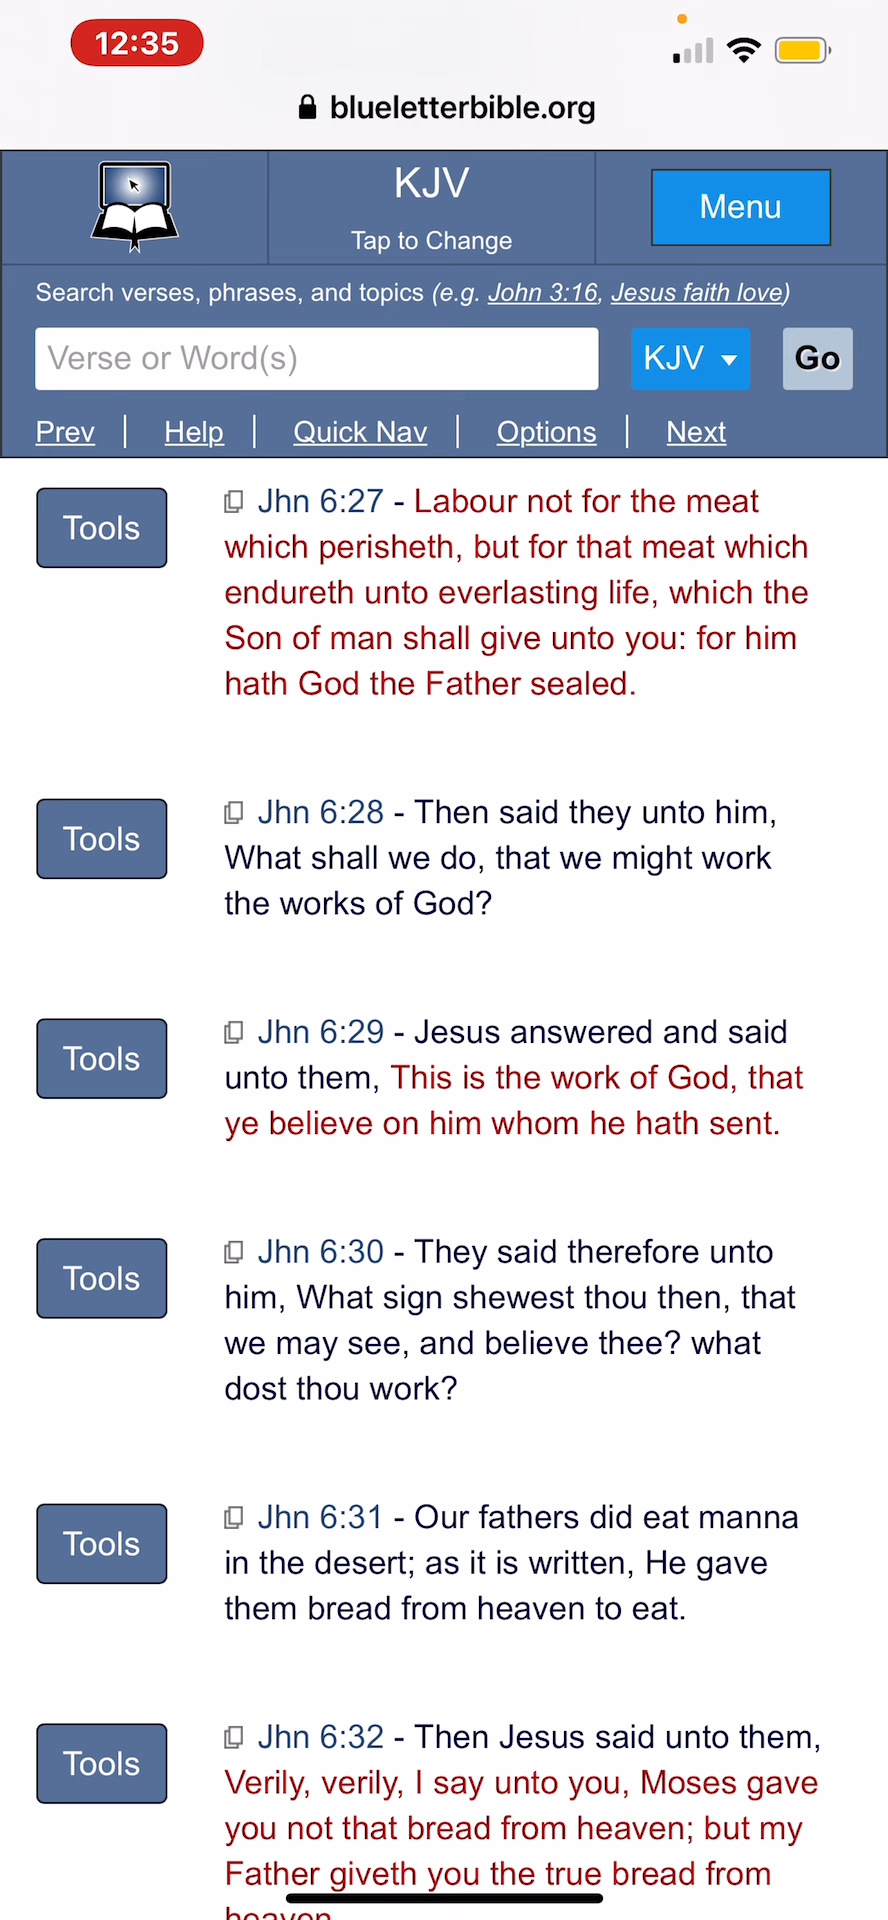 12:35
blueletterbible.org
KJV
Tap to Change
Menu
Search verses, phrases, and topics (e.g. John 3:16, Jesus faith love)
Verse or Word(s)
KJV
Go
Prev | Help | Quick Nav | Options | Next
Tools
Jhn 6:27 - Labour not for the meat
which perisheth, but for that meat which
endureth unto everlasting life, which the
Son of man shall give unto you: for him
hath God the Father sealed.
Tools
Jhn 6:28 - Then said they unto him,
What shall we do, that we might work
the works of God?
Tools
Jhn 6:29 - Jesus answered and said
unto them, This is the work of God, that
ye believe on him whom he hath sent.
Tools
Jhn 6:30 - They said therefore unto
him, What sign shewest thou then, that
we may see, and believe thee? what
dost thou work?
Tools
Jhn 6:31 - Our fathers did eat manna
in the desert; as it is written, He gave
them bread from heaven to eat.
Tools
Jhn 6:32 - Then Jesus said unto them,
Verily, verily, I say unto you, Moses gave
you not that bread from heaven; but my
Father giveth you the true bread from
heaven